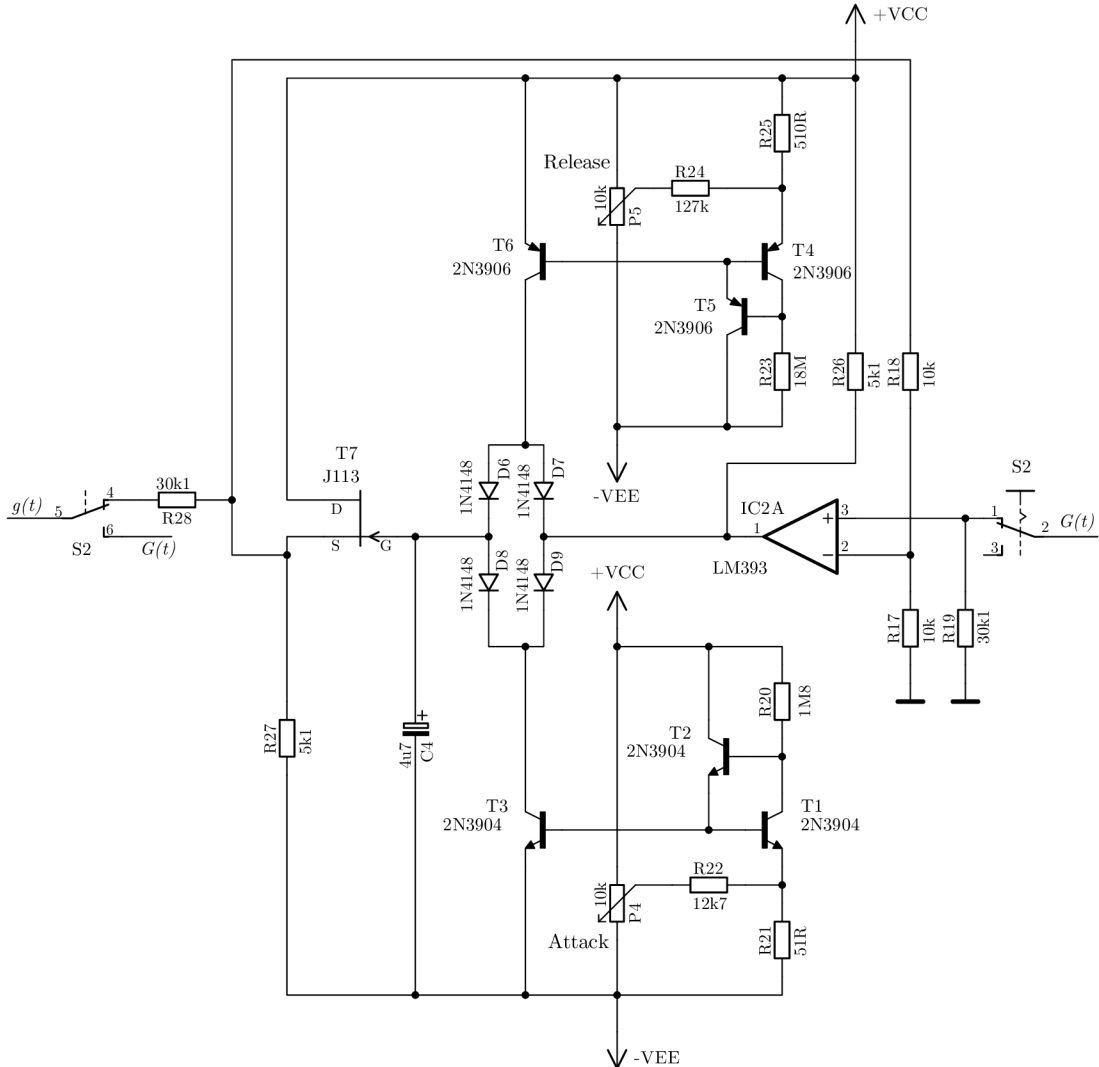 +VCC
R25
510R
Release
10k
P5
R24
127k
T6
2N3906
T4
2N3906
T5
2N3906
R23
18M
R26
5k1
R18
10k
T7
J113
D
S
G
1N4148
D6
1N4148
D7
-VEE
S2
g(t)
5
4
30k1
R28
6
S2
G(t)
IC2A
1
+
3
−
2
LM393
1
2
G(t)
3
1N4148
D8
1N4148
D9
+VCC
R17
10k
R19
30k1
R27
5k1
+
4u7
C4
R20
1M8
T2
2N3904
T3
2N3904
T1
2N3904
10k
P4
R22
12k7
Attack
R21
51R
-VEE